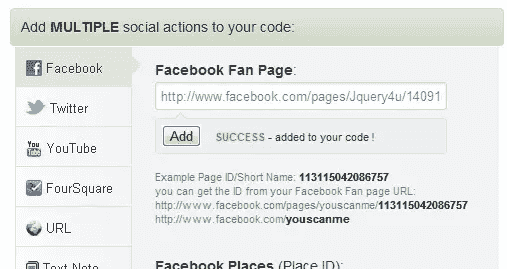 Add MULTIPLE social actions to your code:
Facebook
Twitter
YouTube
FourSquare
URL
Text Note
Facebook Fan Page:
http://www.facebook.com/pages/Jquery4u/14091
Add SUCCESS - added to your code !
Example Page ID/Short Name: 113115042086757
you can get the ID from your Facebook Fan page URL:
http://www.facebook.com/pages/youscanme/113115042086757
http://www.facebook.com/youscanme
Facebook Places (Place ID):